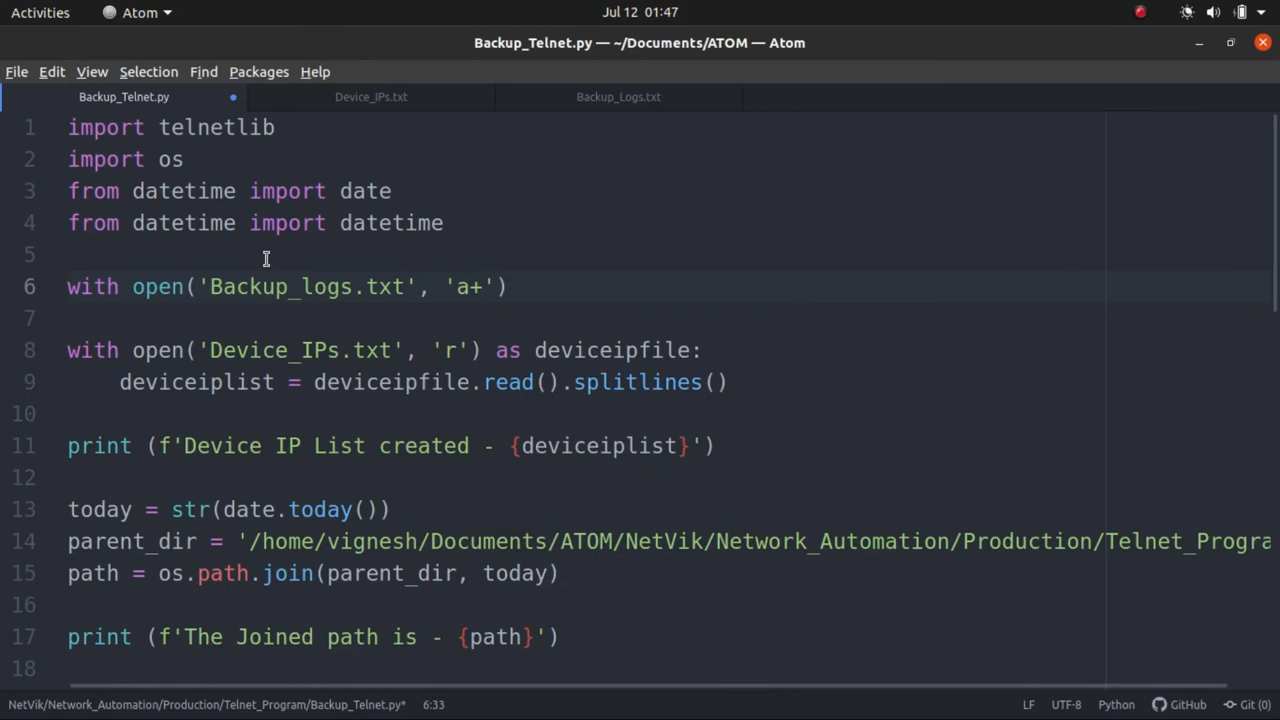 Activities Atom Jul 12 01:47
Backup_Telnet.py — ~/Documents/ATOM — Atom
File Edit View Selection Find Packages Help
Backup_Telnet.py Device_IPs.txt Backup_Logs.txt
1 import telnetlib
2 import os
3 from datetime import date
4 from datetime import datetime
5
6 with open('Backup_logs.txt', 'a+')
7
8 with open('Device_IPs.txt', 'r') as deviceipfile:
9 deviceiplist = deviceipfile.read().splitlines()
10
11 print (f'Device IP List created - {deviceiplist}')
12
13 today = str(date.today())
14 parent_dir = '/home/vignesh/Documents/ATOM/NetVik/Network_Automation/Production/Telnet_Progra
15 path = os.path.join(parent_dir, today)
16
17 print (f'The Joined path is - {path}')
18
NetVik/Network_Automation/Production/Telnet_Program/Backup_Telnet.py* 6:33 LF UTF-8 Python GitHub Git (0)